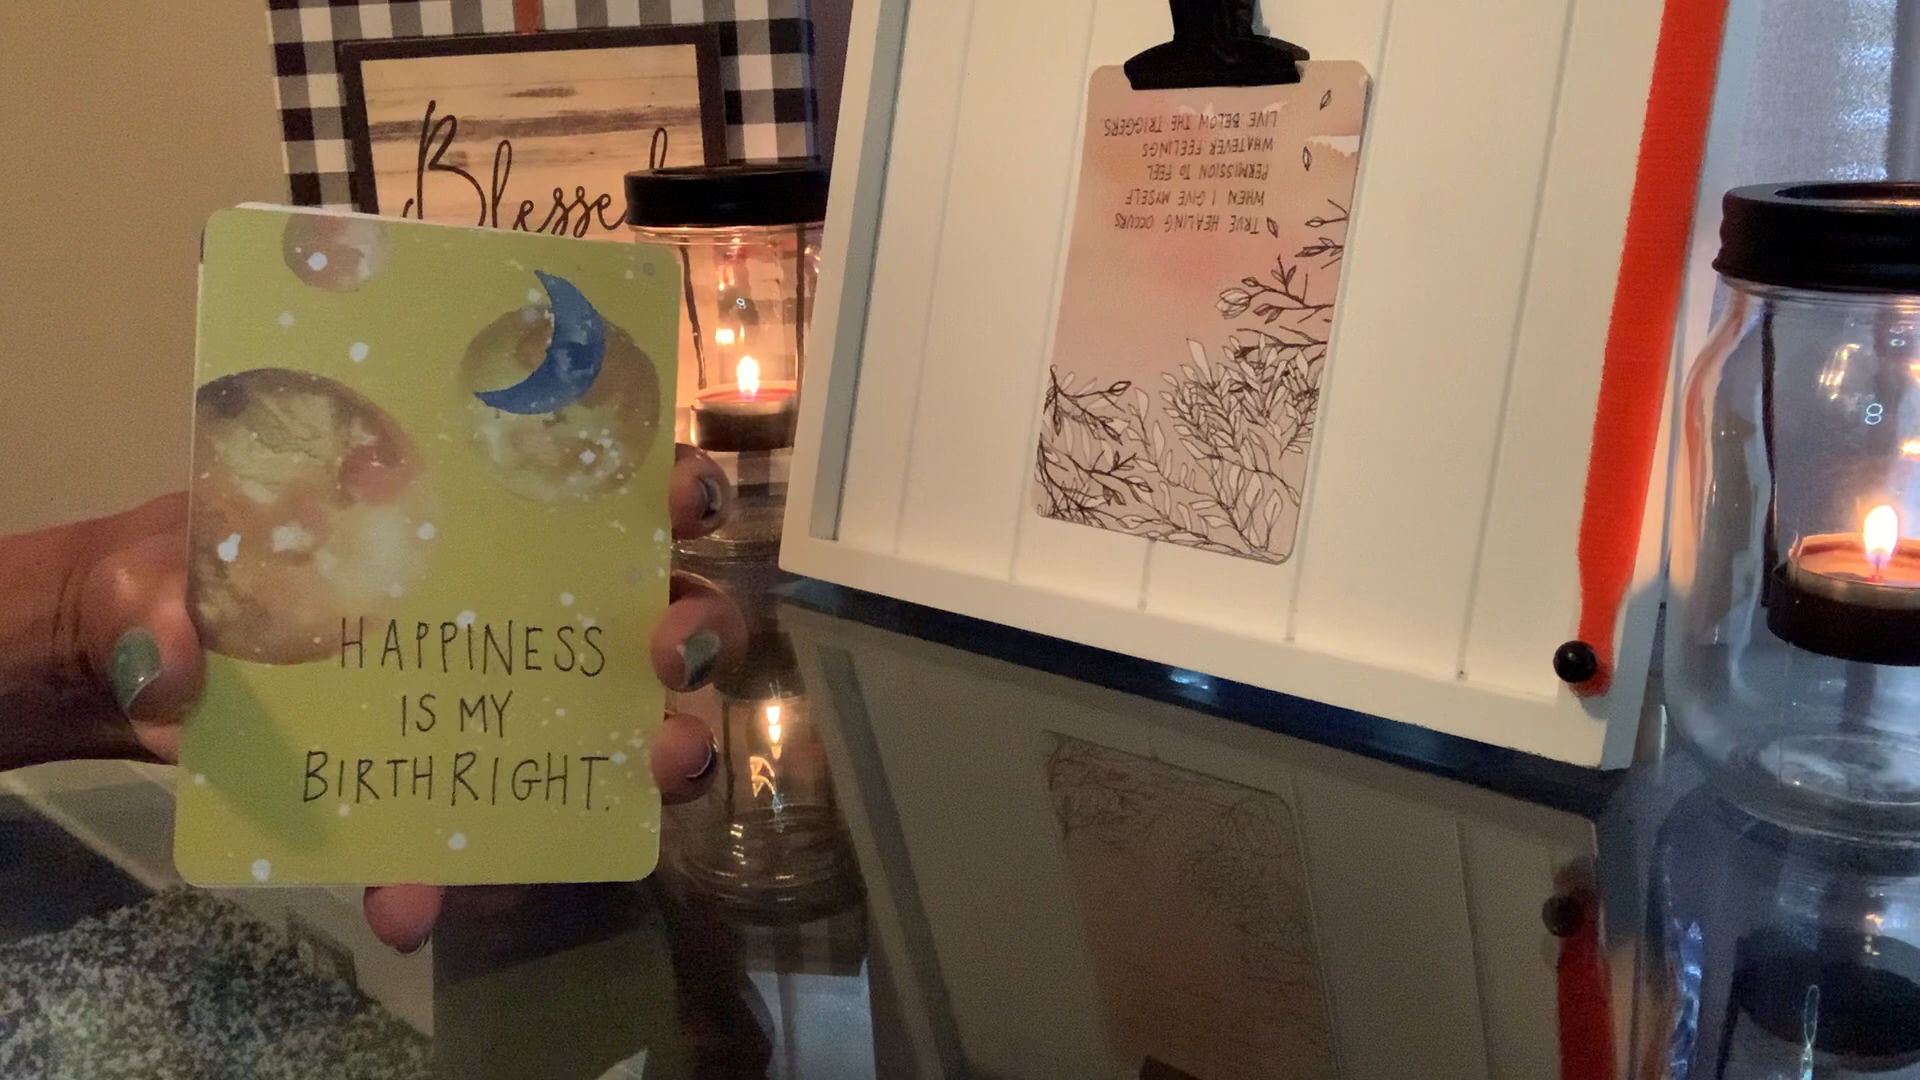 Blessed
HAPPINESS
IS MY
BIRTHRIGHT.
TRUE HEALING OCCURS
WHEN I GIVE MYSELF
PERMISSION TO FEEL
WHATEVER FEELINGS
LIVE BELOW THE TRIGGERS